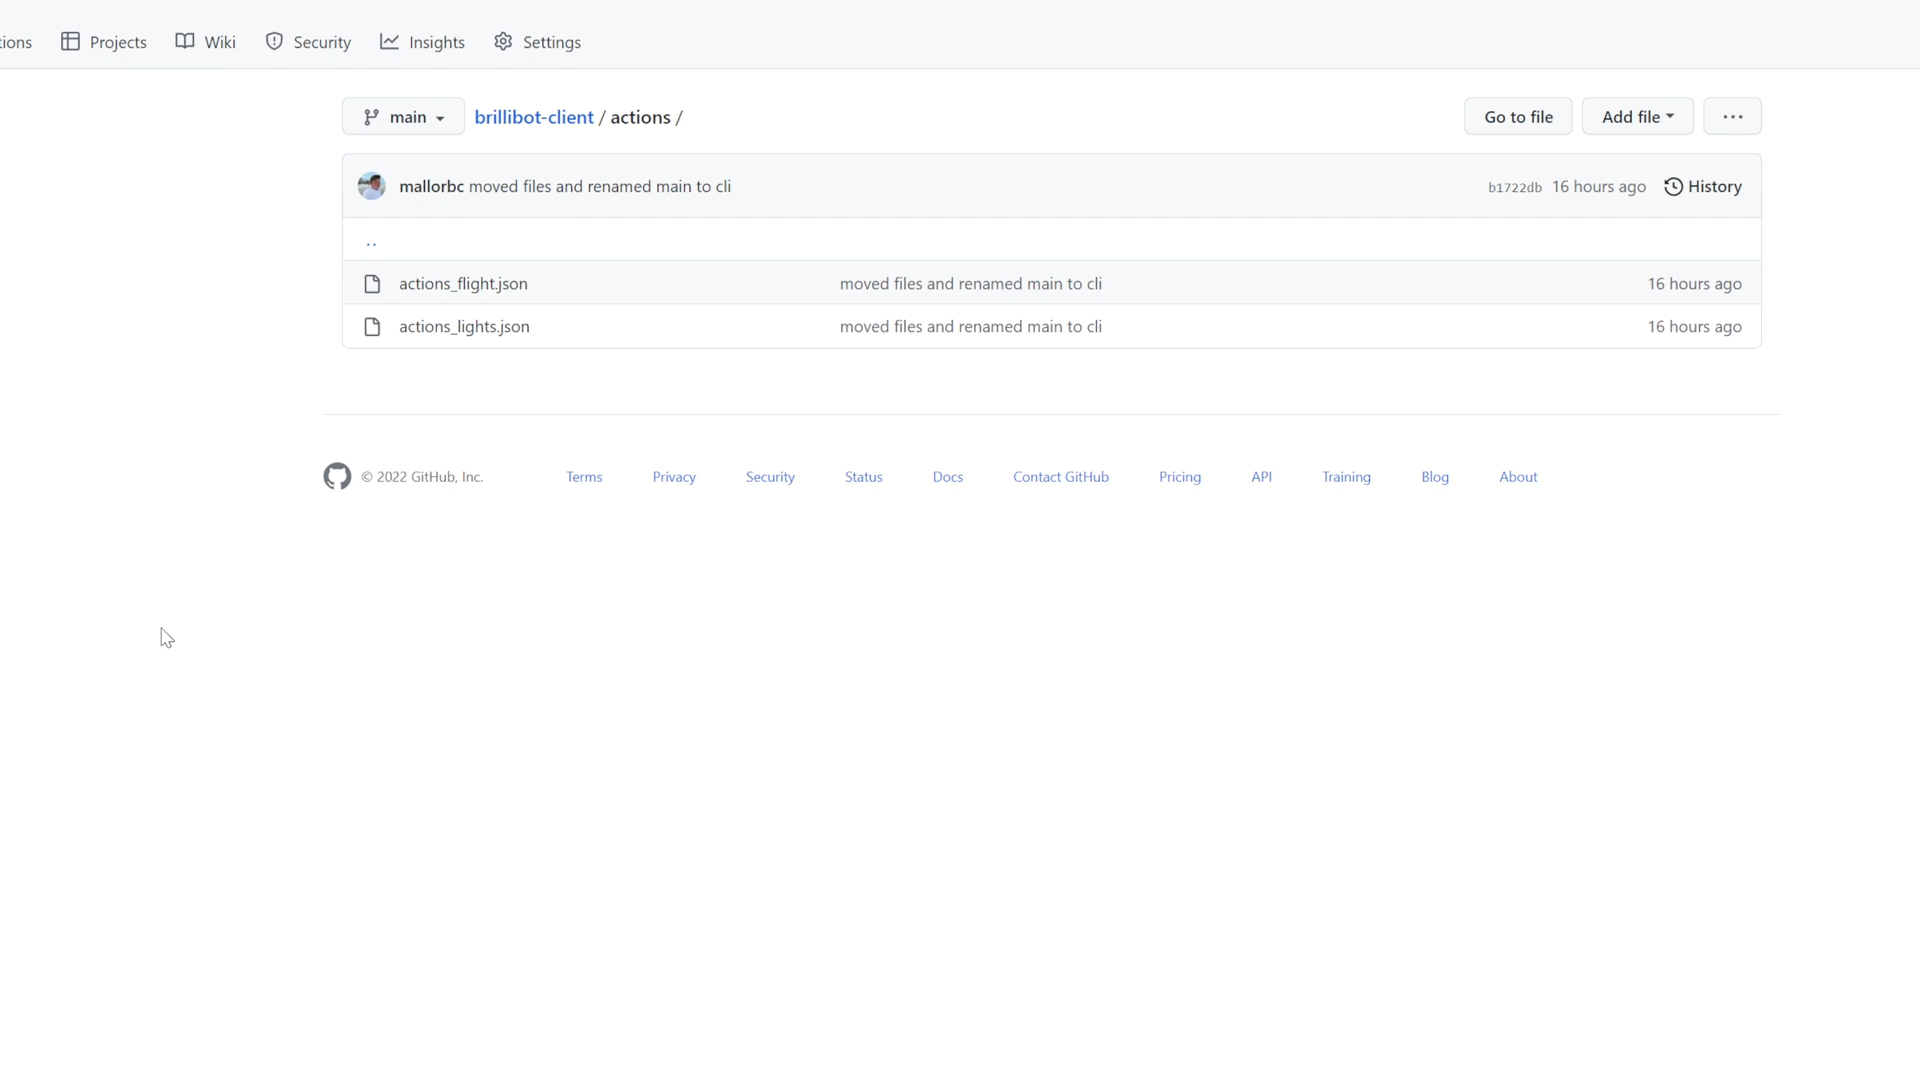 tions Projects Wiki Security Insights Settings
main brillibot-client / actions / Go to file Add file ...
mallorbc moved files and renamed main to cli b1722db 16 hours ago History
..
actions_flight.json moved files and renamed main to cli 16 hours ago
actions_lights.json moved files and renamed main to cli 16 hours ago
© 2022 GitHub, Inc. Terms Privacy Security Status Docs Contact GitHub Pricing API Training Blog About